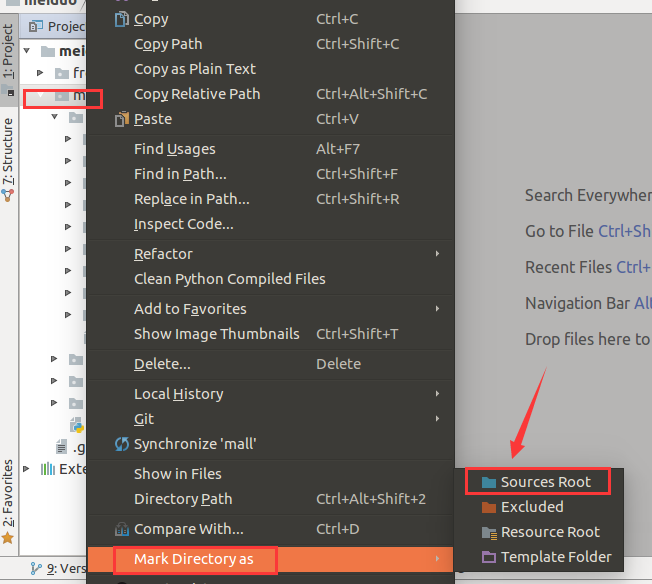 meiduo
Projec
1: Project
mei
fr
m
7: Structure
.g
Exte
2: Favorites
9: Vers
Copy Ctrl+C
Copy Path Ctrl+Shift+C
Copy as Plain Text
Copy Relative Path Ctrl+Alt+Shift+C
Paste Ctrl+V
Find Usages Alt+F7
Find in Path... Ctrl+Shift+F
Replace in Path... Ctrl+Shift+R
Inspect Code...
Refactor
Clean Python Compiled Files
Add to Favorites
Show Image Thumbnails Ctrl+Shift+T
Delete... Delete
Local History
Git
Synchronize 'mall'
Show in Files
Directory Path Ctrl+Alt+Shift+2
Compare With... Ctrl+D
Mark Directory as
Search Everywher
Go to File Ctrl+Sh
Recent Files Ctrl+
Navigation Bar Al
Drop files here to
Sources Root
Excluded
Resource Root
Template Folder